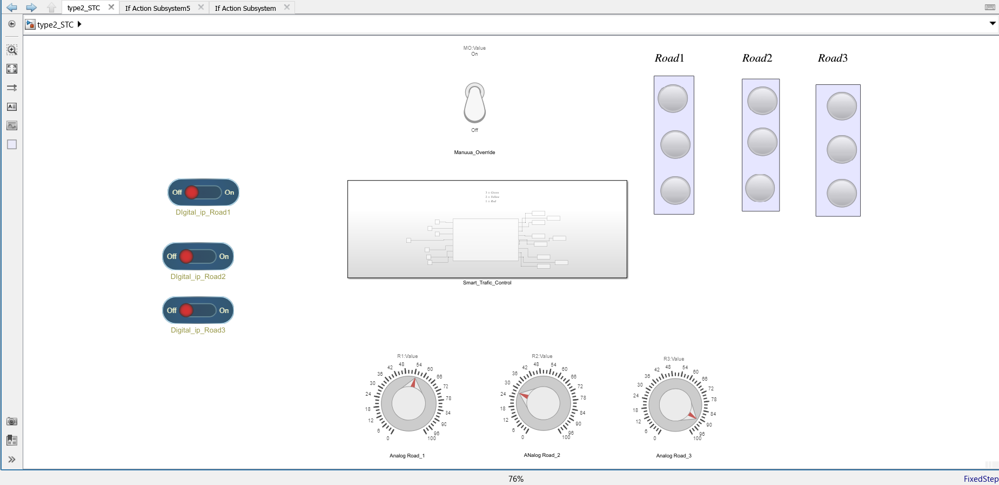 type2_STC
If Action Subsystem5
If Action Subsystem
type2_STC
MO:Value
On
Off
Manuua_Override
Road1
Road2
Road3
Off
On
DIgital_ip_Road1
Off
On
DIgital_ip_Road2
Off
On
Digital_ip_Road3
3 = Green
2 = Yellow
1 = Red
Smart_Trafic_Control
R1:Value
0
6
12
18
24
30
36
42
48
54
60
66
72
78
84
90
96
100
Analog Road_1
R2:Value
0
6
12
18
24
30
36
42
48
54
60
66
72
78
84
90
96
100
ANalog Road_2
R3:Value
0
6
12
18
24
30
36
42
48
54
60
66
72
78
84
90
96
100
Analog Road_3
76%
FixedStep